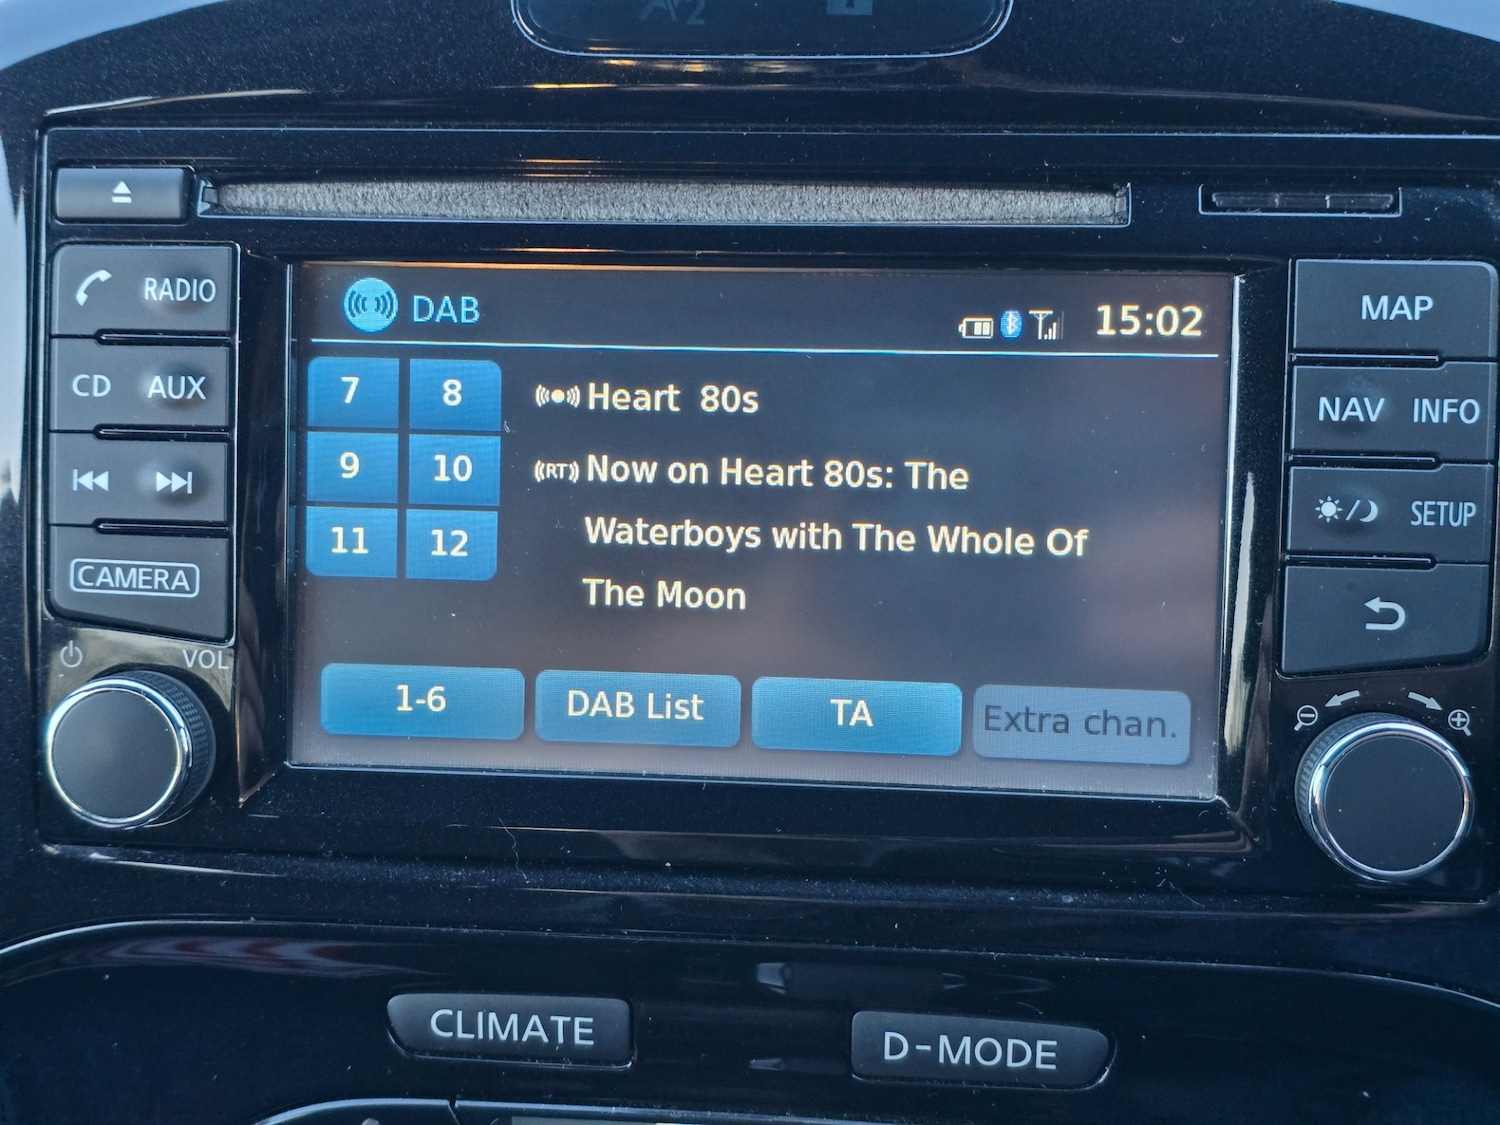 RADIO
CD AUX
CAMERA
VOL
DAB
15:02
7 8
9 10
11 12
Heart 80s
RT Now on Heart 80s: The
Waterboys with The Whole Of
The Moon
1-6 DAB List TA Extra chan.
MAP
NAV INFO
SETUP
CLIMATE D-MODE